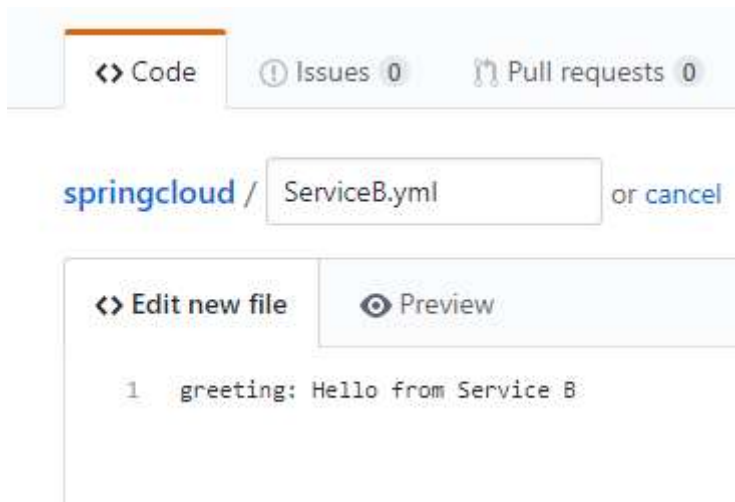 <> Code Issues 0 Pull requests 0
springcloud / ServiceB.yml or cancel
<> Edit new file Preview
1 greeting: Hello from Service B